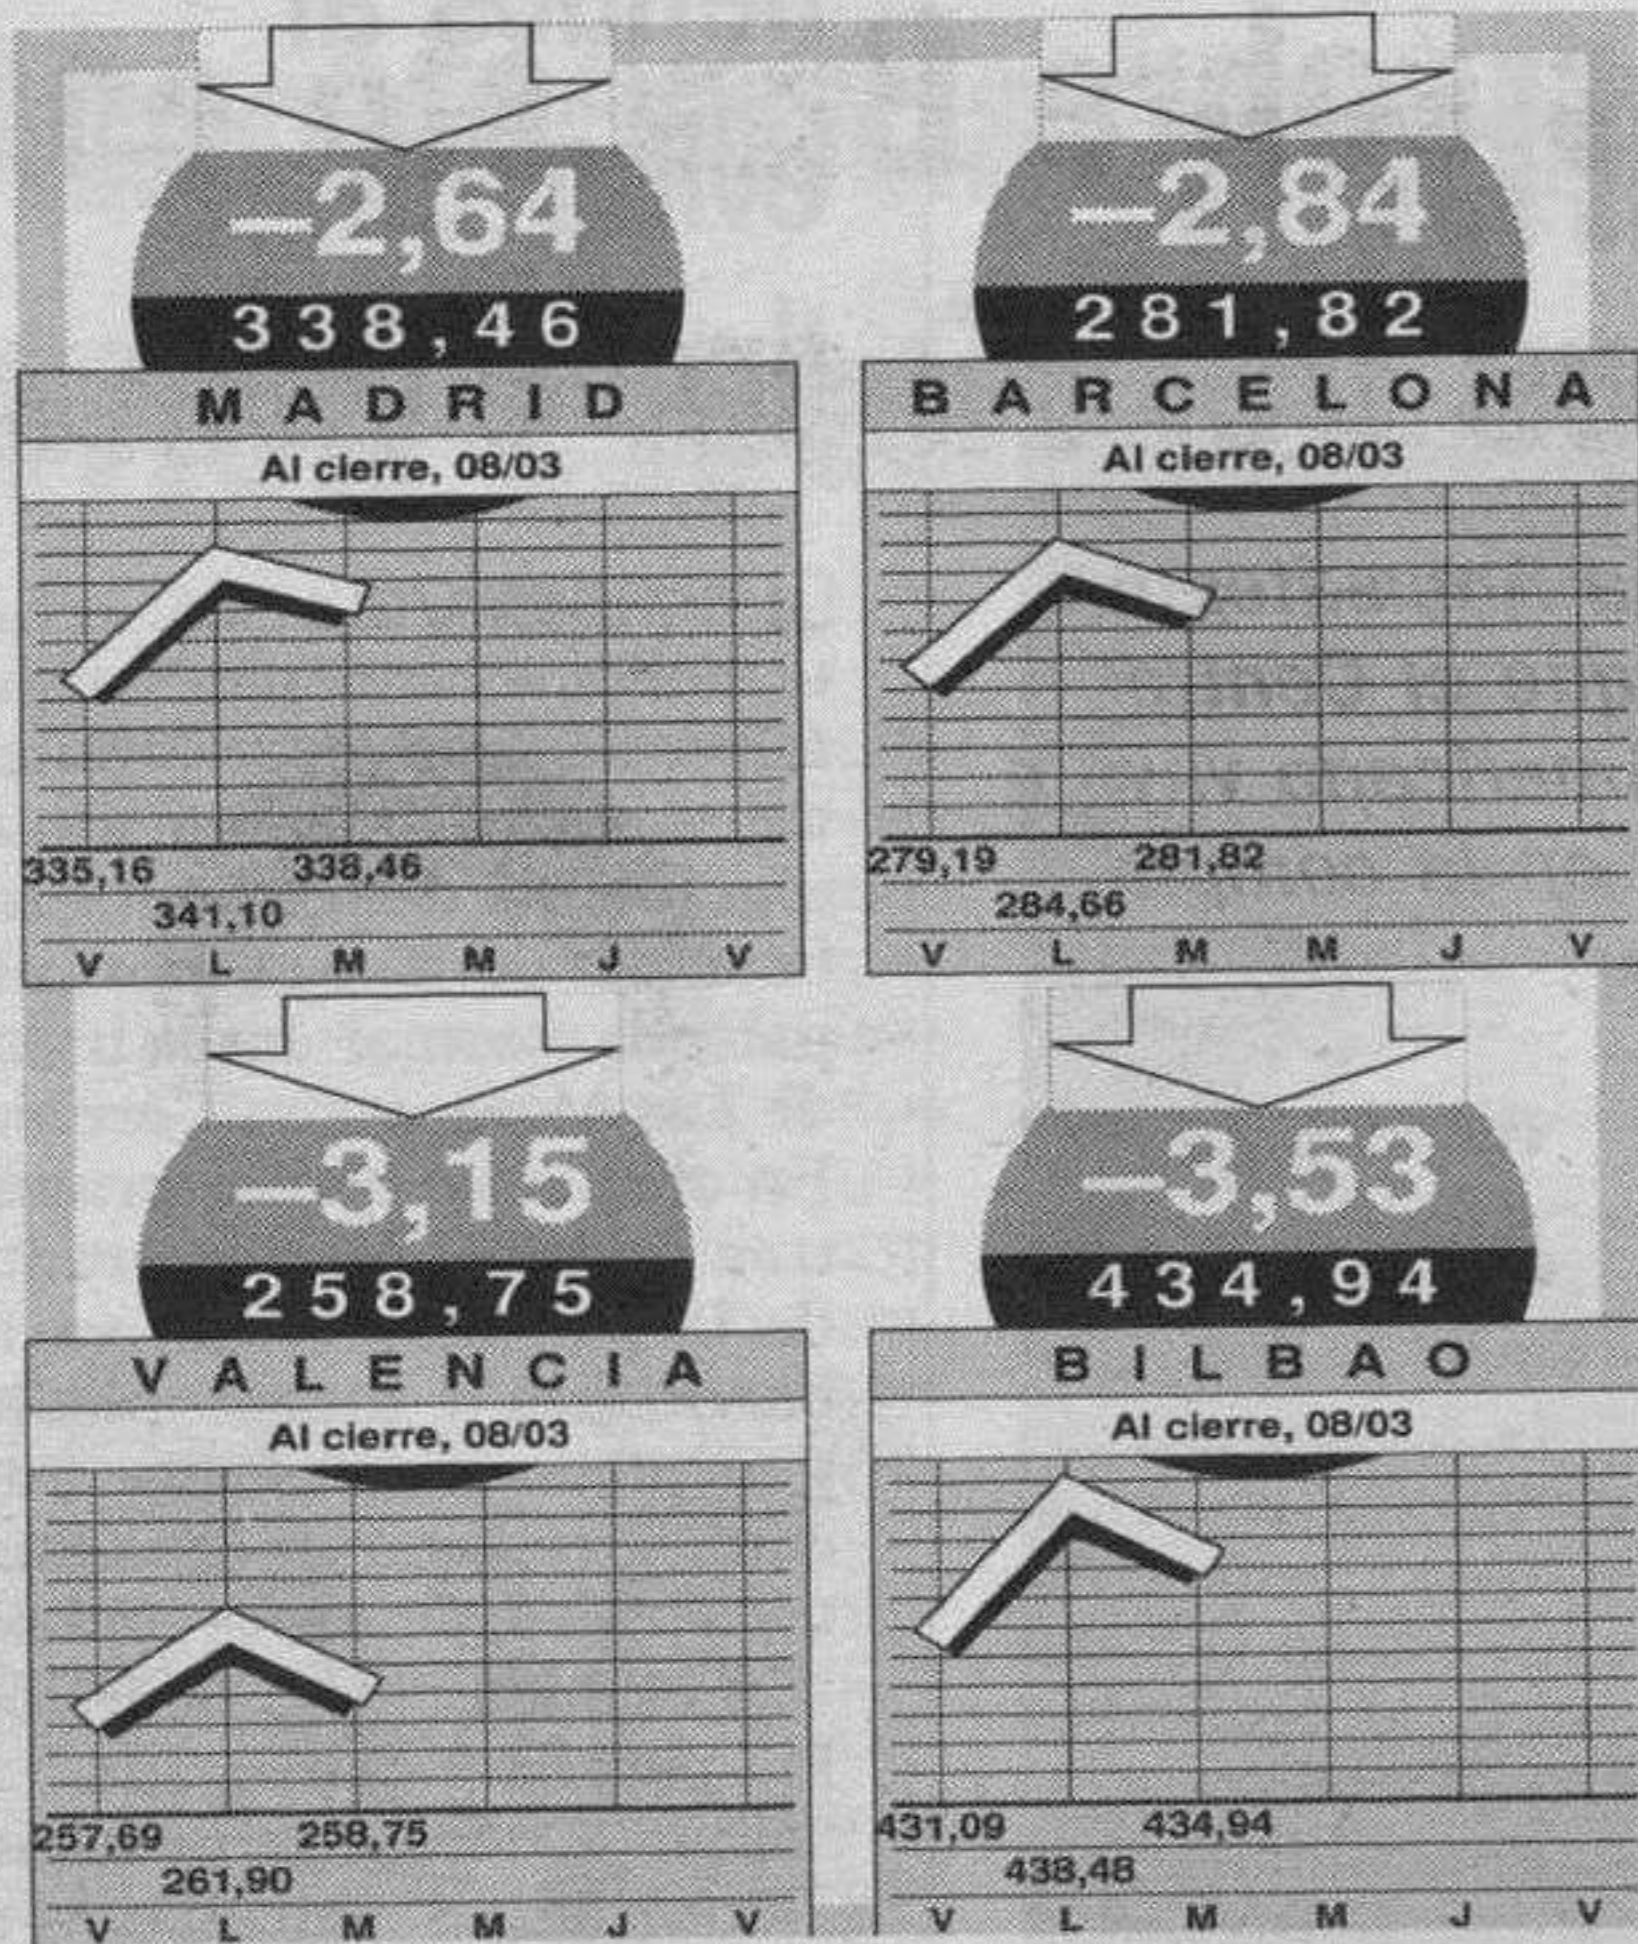 –2,64
338,46
MADRID
Al cierre, 08/03
335,16 338,46
341,10
V L M M J V
–2,84
281,82
BARCELONA
Al cierre, 08/03
279,19 281,82
284,66
V L M M J V
–3,15
258,75
VALENCIA
Al cierre, 08/03
257,69 258,75
261,90
V L M M J V
–3,53
434,94
BILBAO
Al cierre, 08/03
431,09 434,94
438,48
V L M M J V